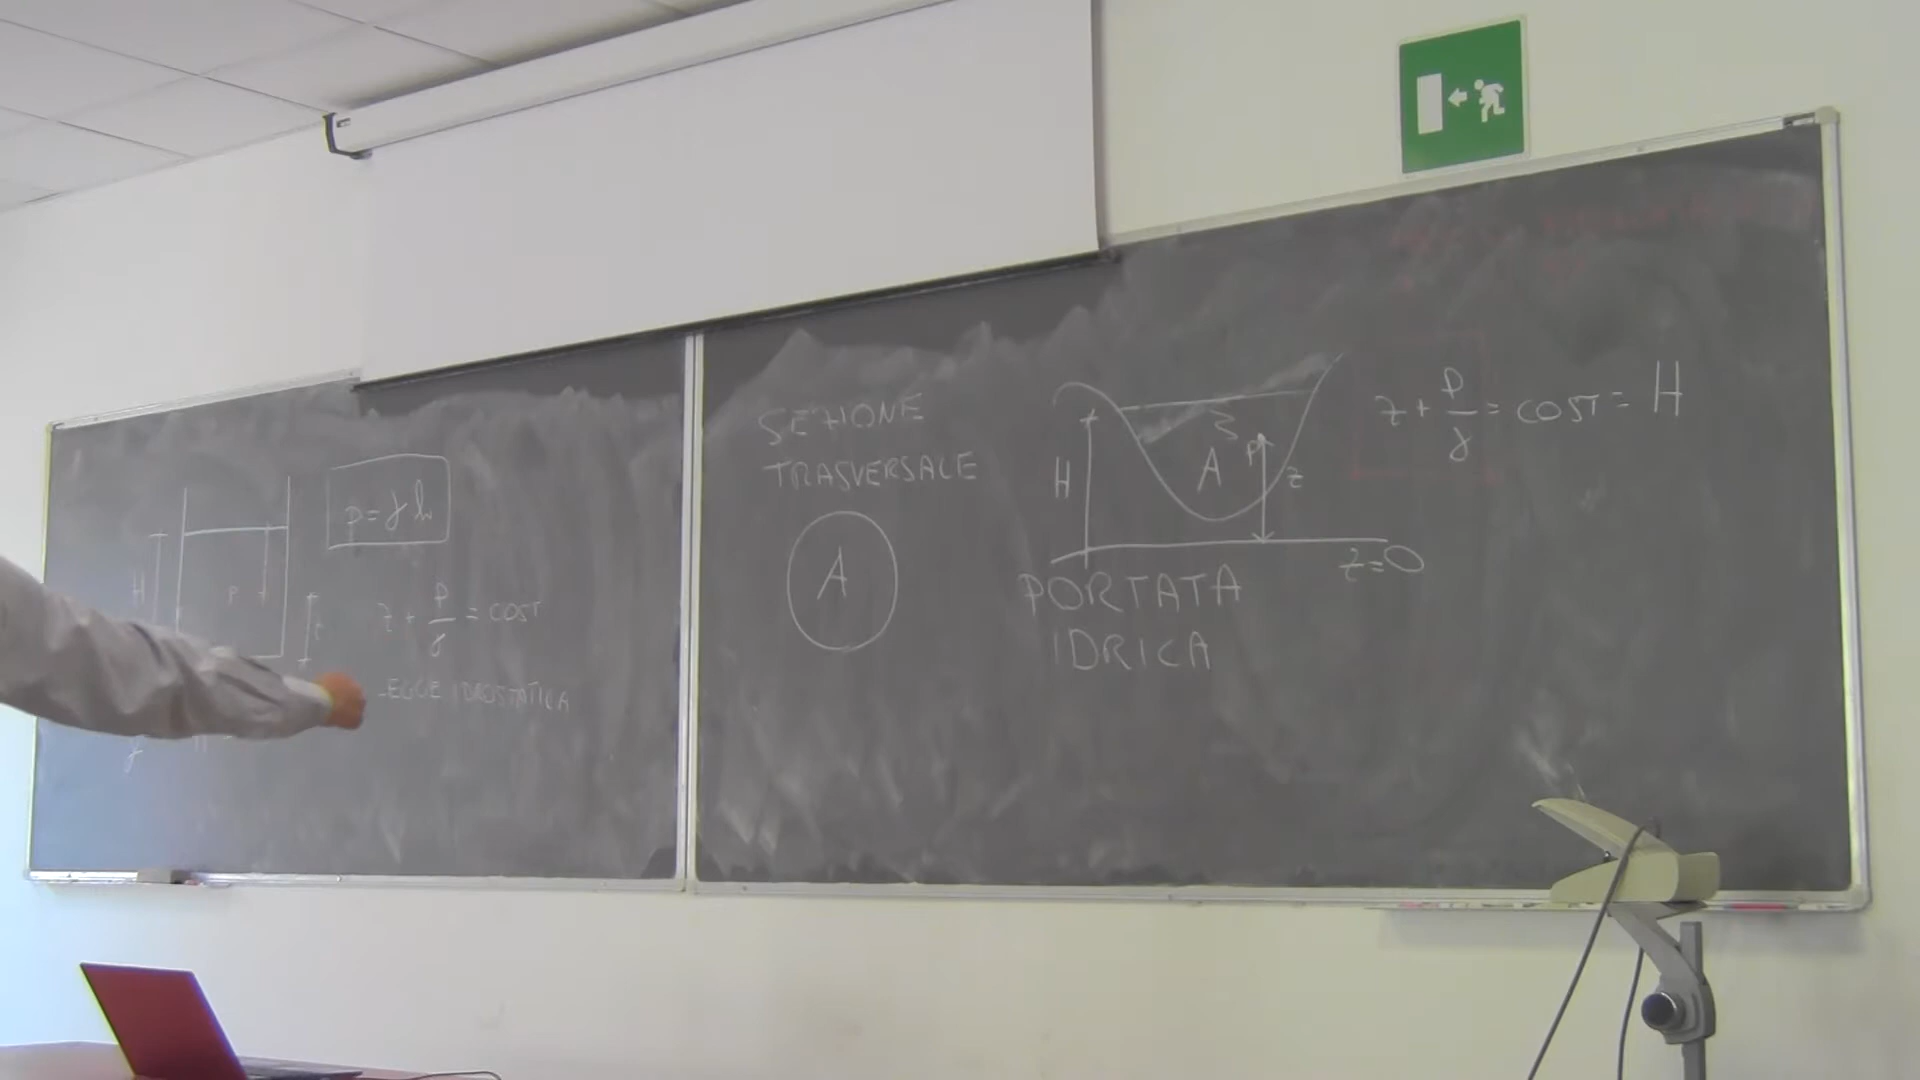 p = γ h
H
P
z
z + P/γ = COST
LEGGE IDROSTATICA
γ
SEZIONE
TRASVERSALE
A
H
A
P
z
z=0
z + P/γ = COST = H
PORTATA
IDRICA